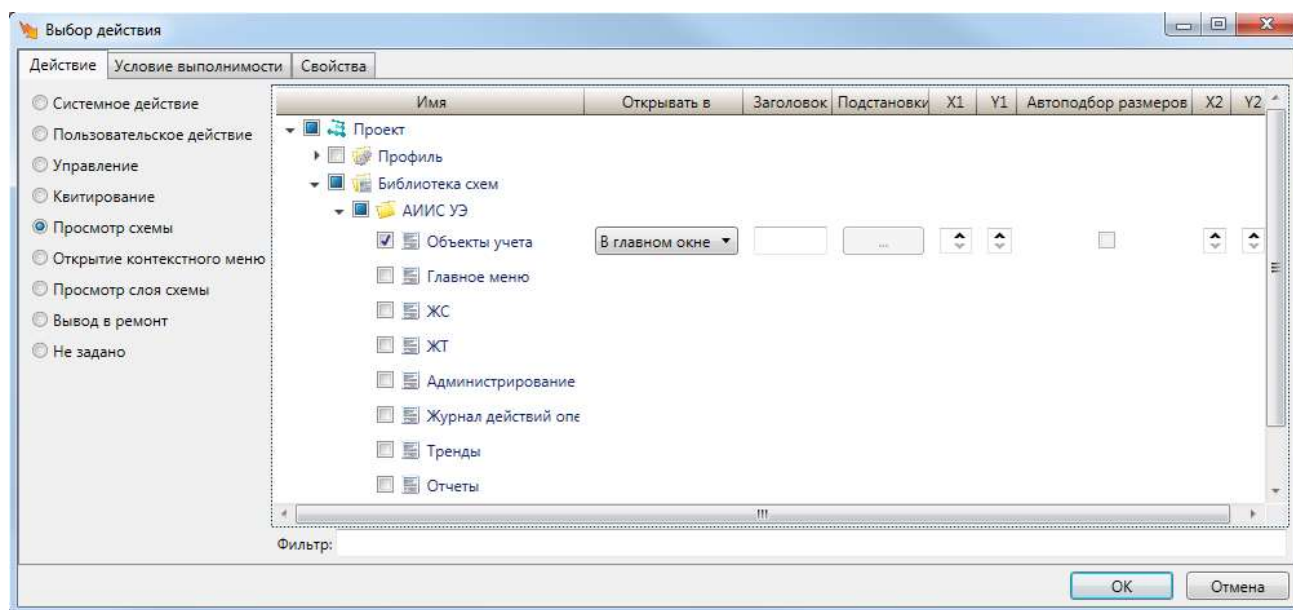 Выбор действия
Действие Условие выполнимости Свойства
Системное действие
Пользовательское действие
Управление
Квитирование
Просмотр схемы
Открытие контекстного меню
Просмотр слоя схемы
Вывод в ремонт
Не задано
Имя Открывать в Заголовок Подстановки X1 Y1 Автоподбор размеров X2 Y2
Проект
Профиль
Библиотека схем
АИИС УЭ
Объекты учета В главном окне ...
Главное меню
ЖС
ЖТ
Администрирование
Журнал действий опе
Тренды
Отчеты
Фильтр:
ОК Отмена